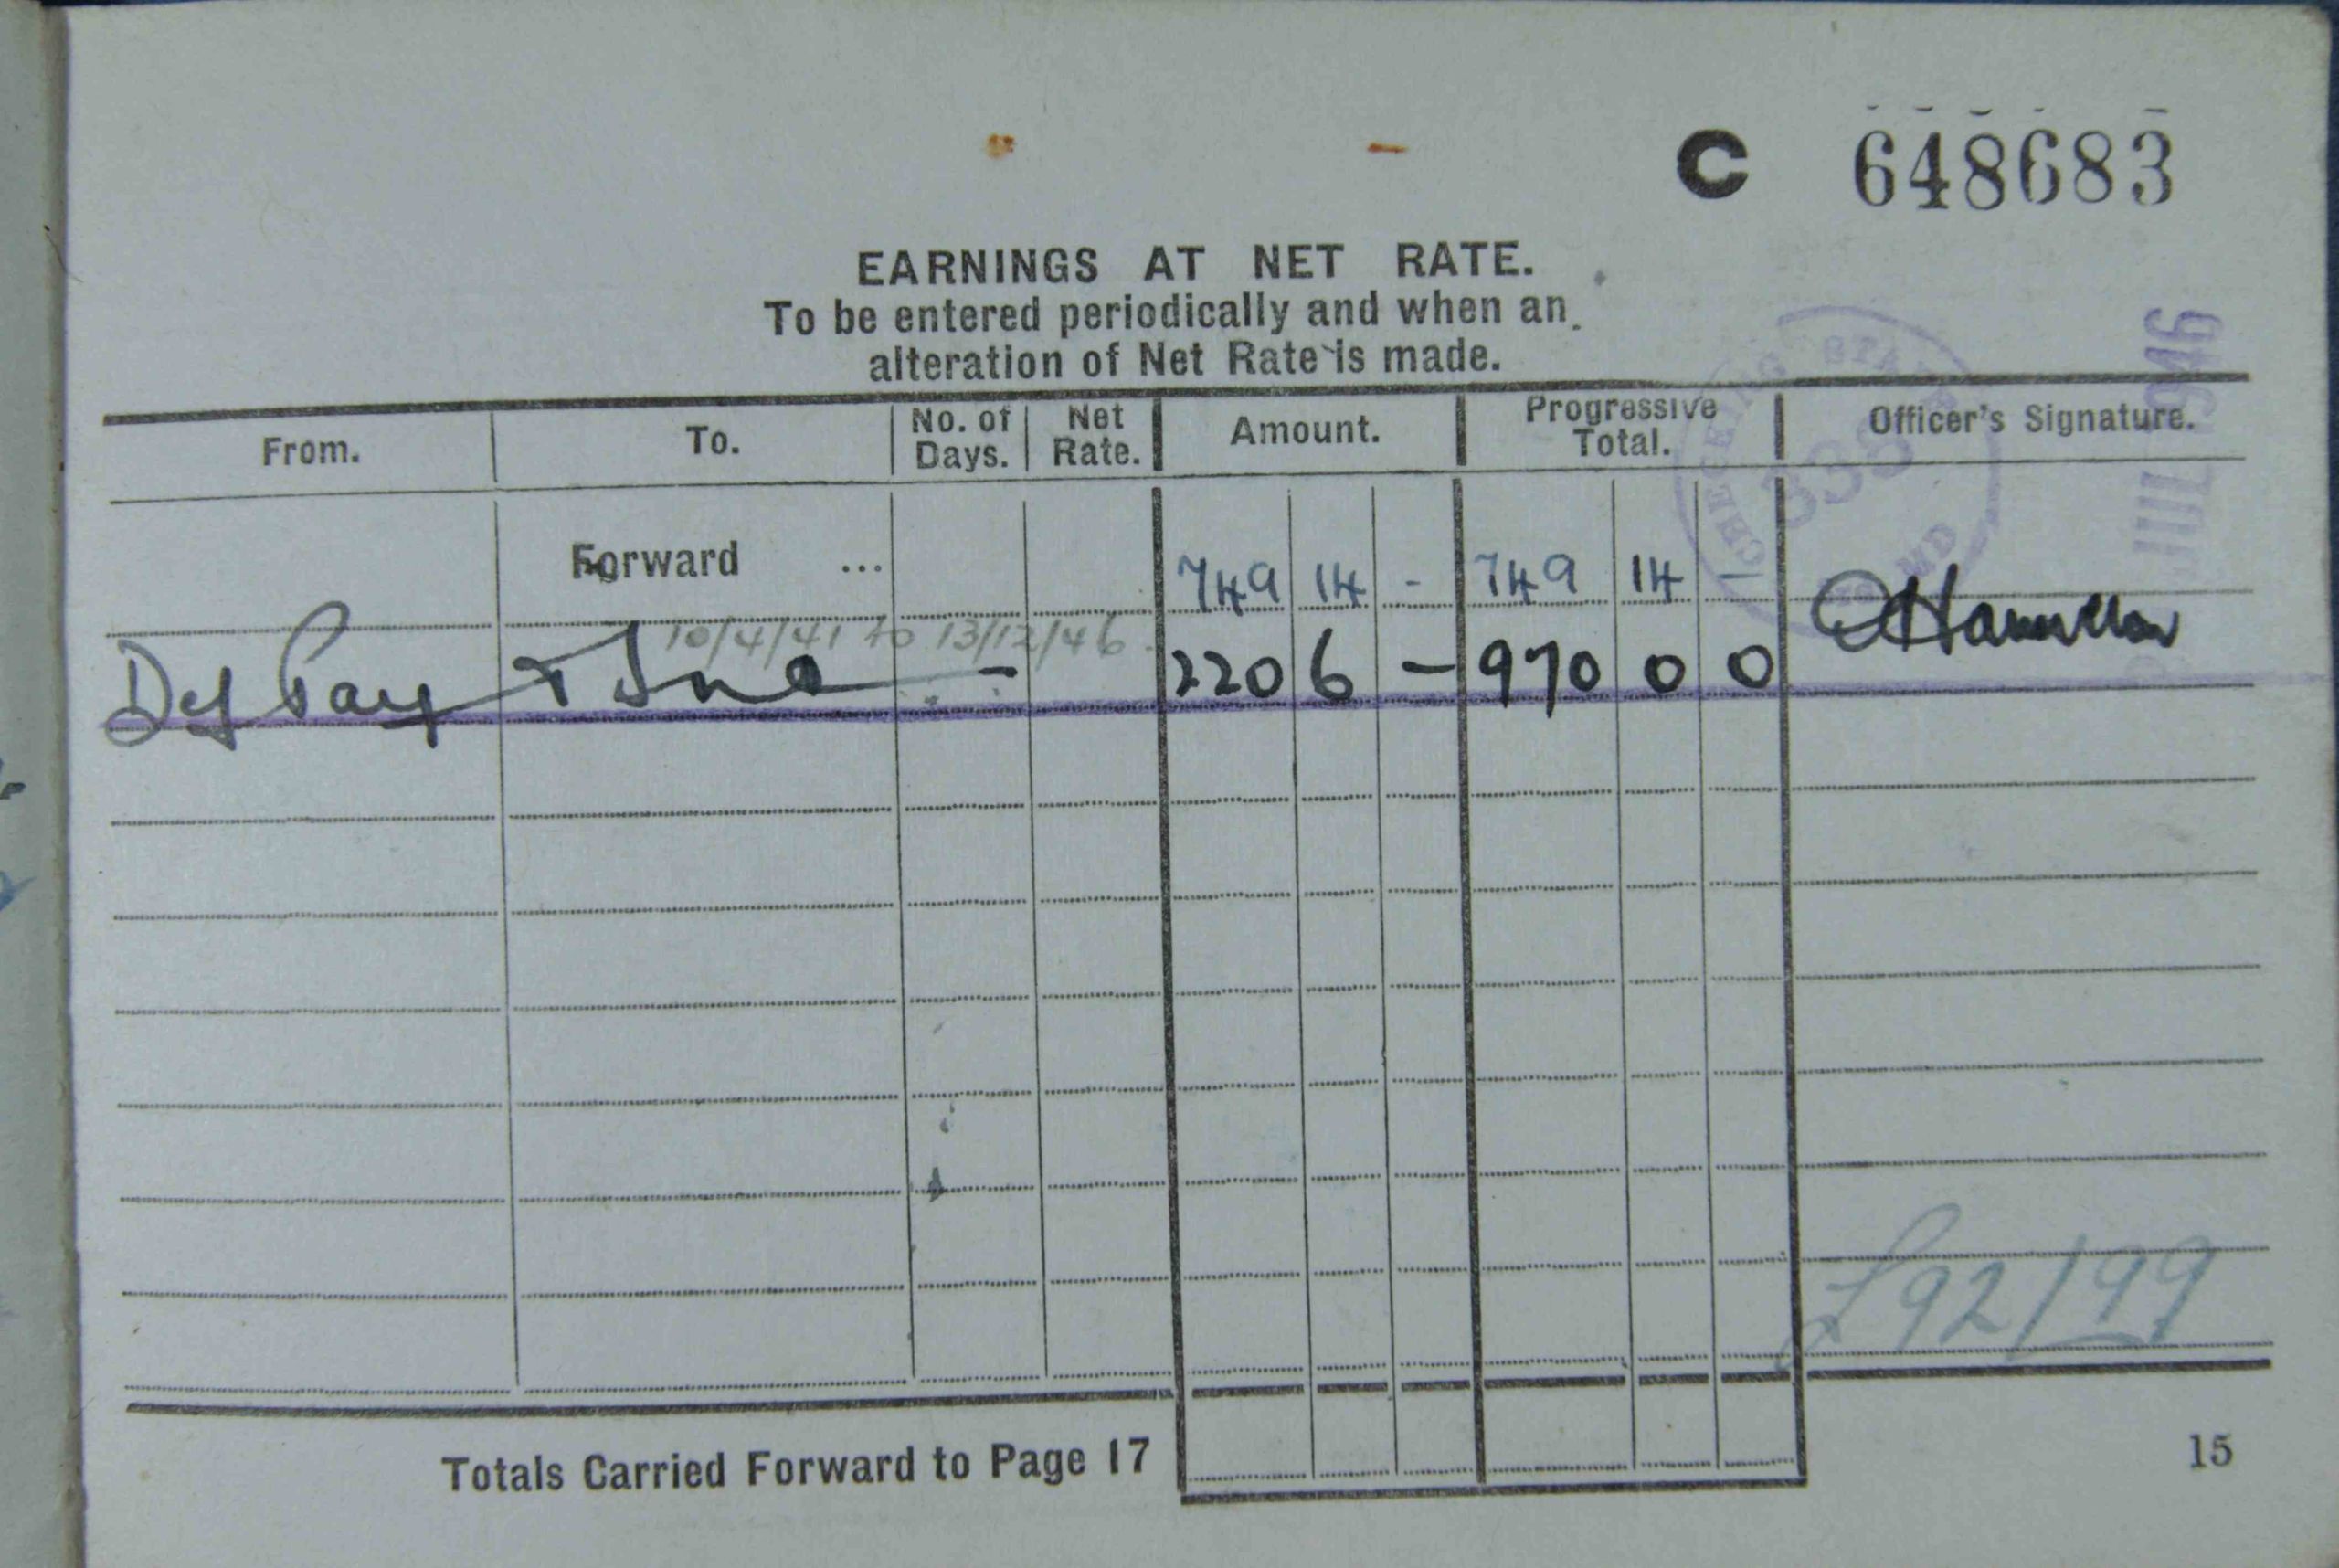 C 648683
EARNINGS AT NET RATE.
To be entered periodically and when an
alteration of Net Rate is made.
From. To. No. of Days. Net Rate. Amount. Progressive Total. Officer's Signature.
Forward ... 749 14 - 749 14 -
10/4/41 to 13/12/46
Def Pay + Int - 220 6 - 970 0 0
£92/99
Totals Carried Forward to Page 17
15
JUL 1946